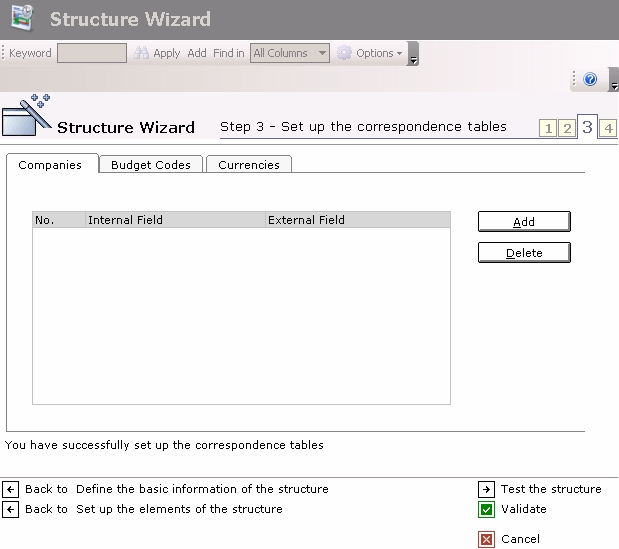 Structure Wizard
Keyword Apply Add Find in All Columns Options
Structure Wizard Step 3 - Set up the correspondence tables 1 2 3 4
Companies Budget Codes Currencies
No. Internal Field External Field
Add
Delete
You have successfully set up the correspondence tables
Back to Define the basic information of the structure
Back to Set up the elements of the structure
Test the structure
Validate
Cancel